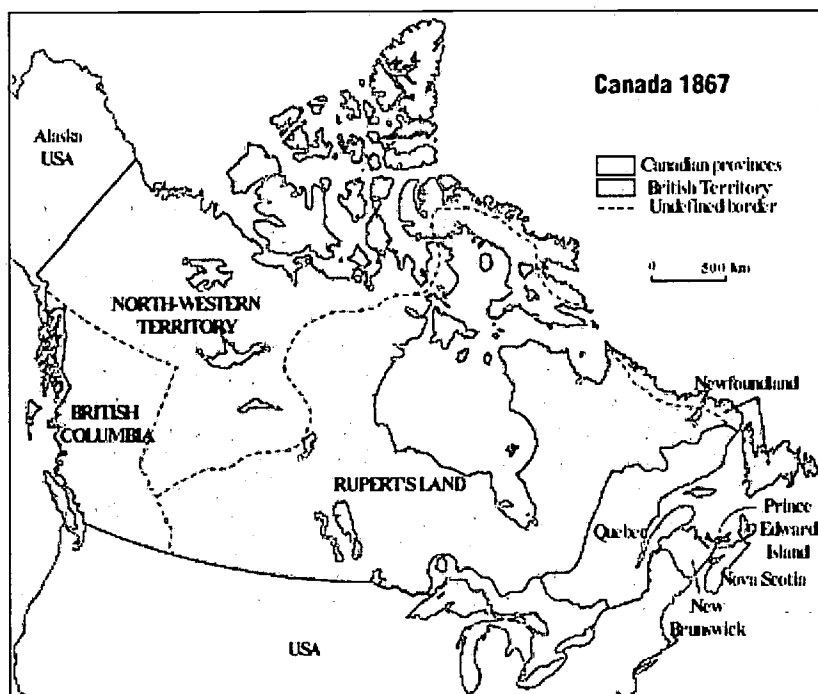 Canada 1867
Alaska
USA
Canadian provinces
British Territory
Undefined border
0 500 km
NORTH-WESTERN
TERRITORY
Newfoundland
BRITISH
COLUMBIA
RUPERT'S LAND
Quebec
Prince
Edward
Island
Nova Scotia
New
Brunswick
USA